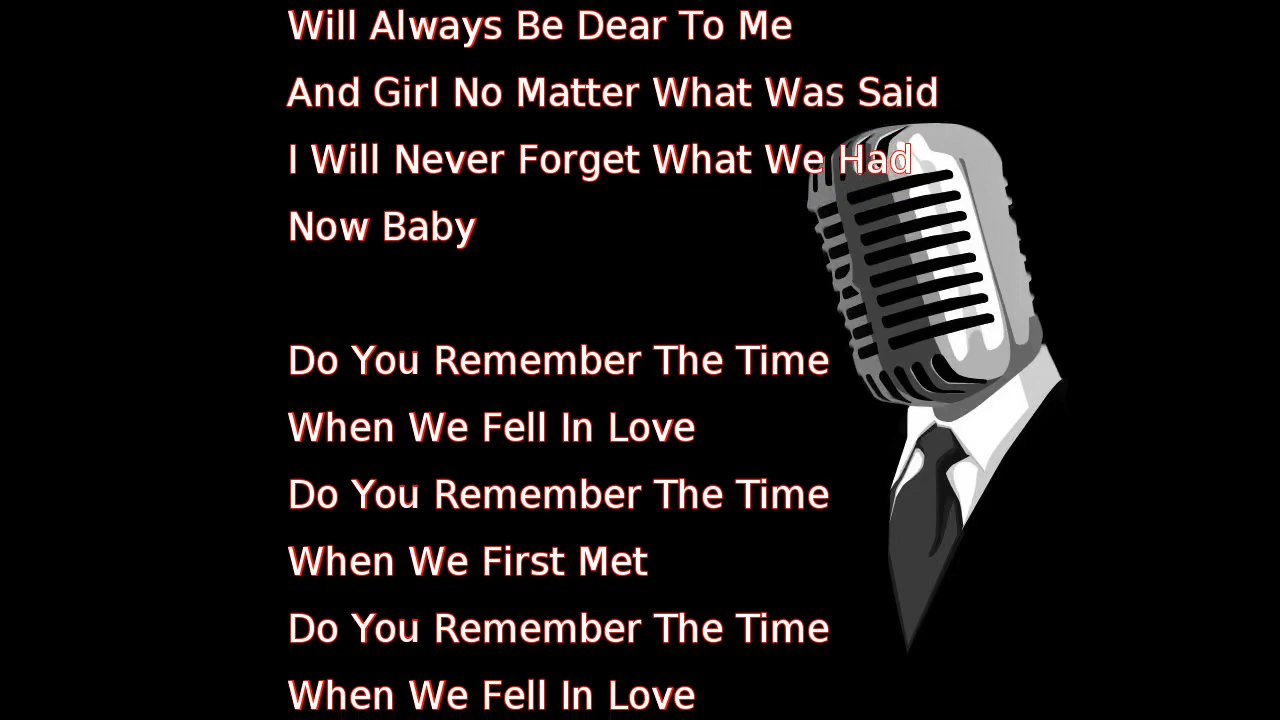 Will Always Be Dear To Me
And Girl No Matter What Was Said
I Will Never Forget What We Had
Now Baby
Do You Remember The Time
When We Fell In Love
Do You Remember The Time
When We First Met
Do You Remember The Time
When We Fell In Love